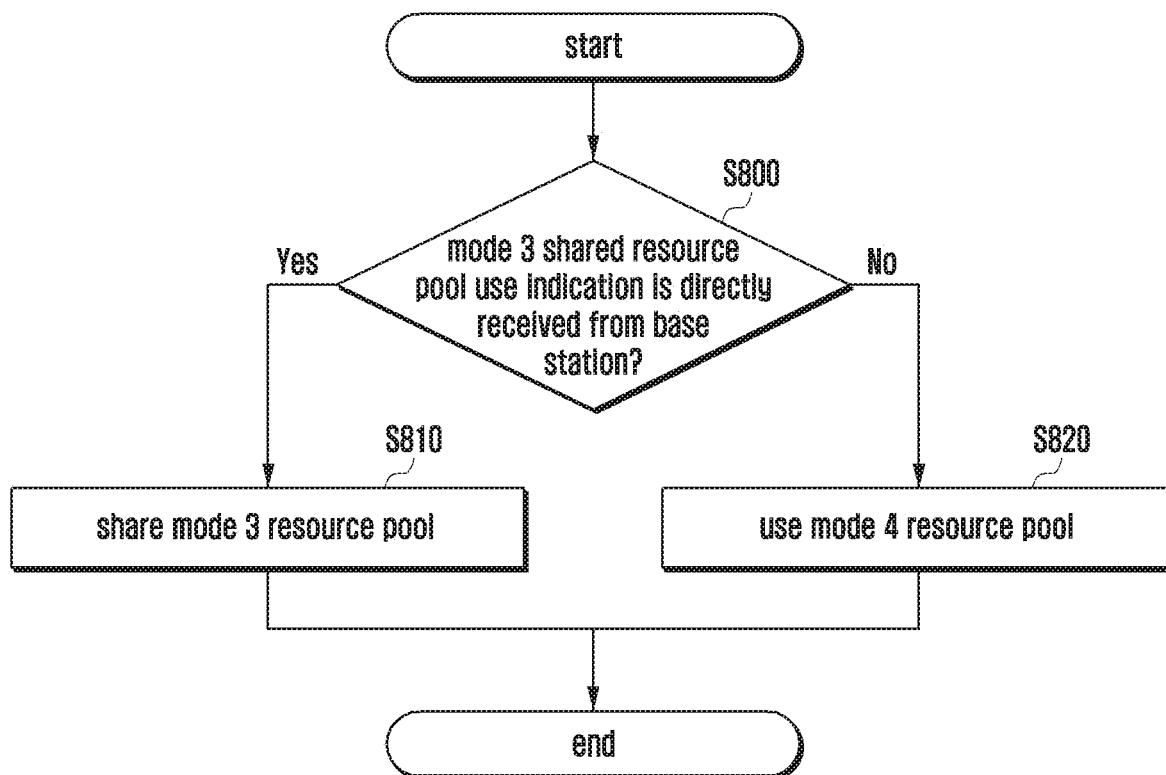 start
S800
mode 3 shared resource
pool use indication is directly
received from base
station?
Yes
No
S810
share mode 3 resource pool
S820
use mode 4 resource pool
end